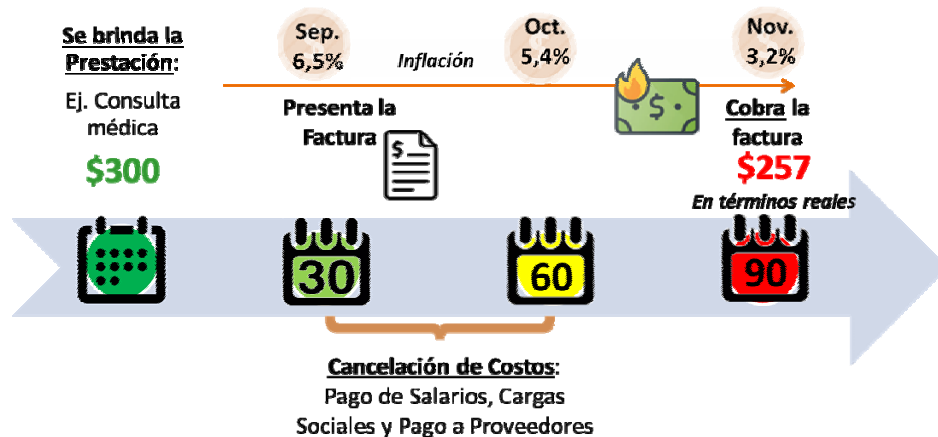 Se brinda la
Prestación:
Ej. Consulta
médica
$300
Sep.
6,5%
Inflación
Oct.
5,4%
Nov.
3,2%
Presenta la
Factura
$
$
Cobra la
factura
$257
En términos reales
30
60
90
Cancelación de Costos:
Pago de Salarios, Cargas
Sociales y Pago a Proveedores